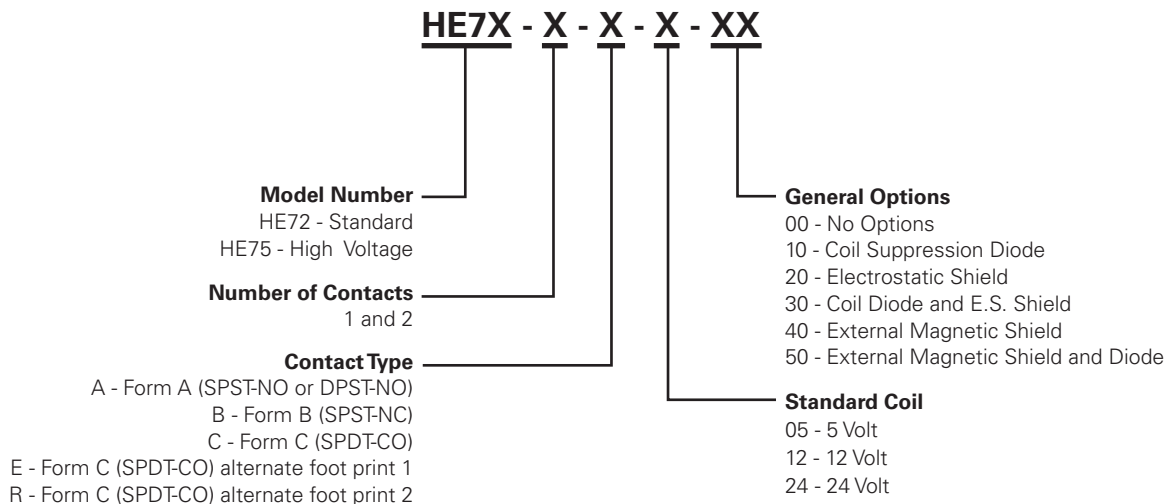 HE7X - X - X - X - XX
Model Number
HE72 - Standard
HE75 - High Voltage
Number of Contacts
1 and 2
Contact Type
A - Form A (SPST-NO or DPST-NO)
B - Form B (SPST-NC)
C - Form C (SPDT-CO)
E - Form C (SPDT-CO) alternate foot print 1
R - Form C (SPDT-CO) alternate foot print 2
General Options
00 - No Options
10 - Coil Suppression Diode
20 - Electrostatic Shield
30 - Coil Diode and E.S. Shield
40 - External Magnetic Shield
50 - External Magnetic Shield and Diode
Standard Coil
05 - 5 Volt
12 - 12 Volt
24 - 24 Volt